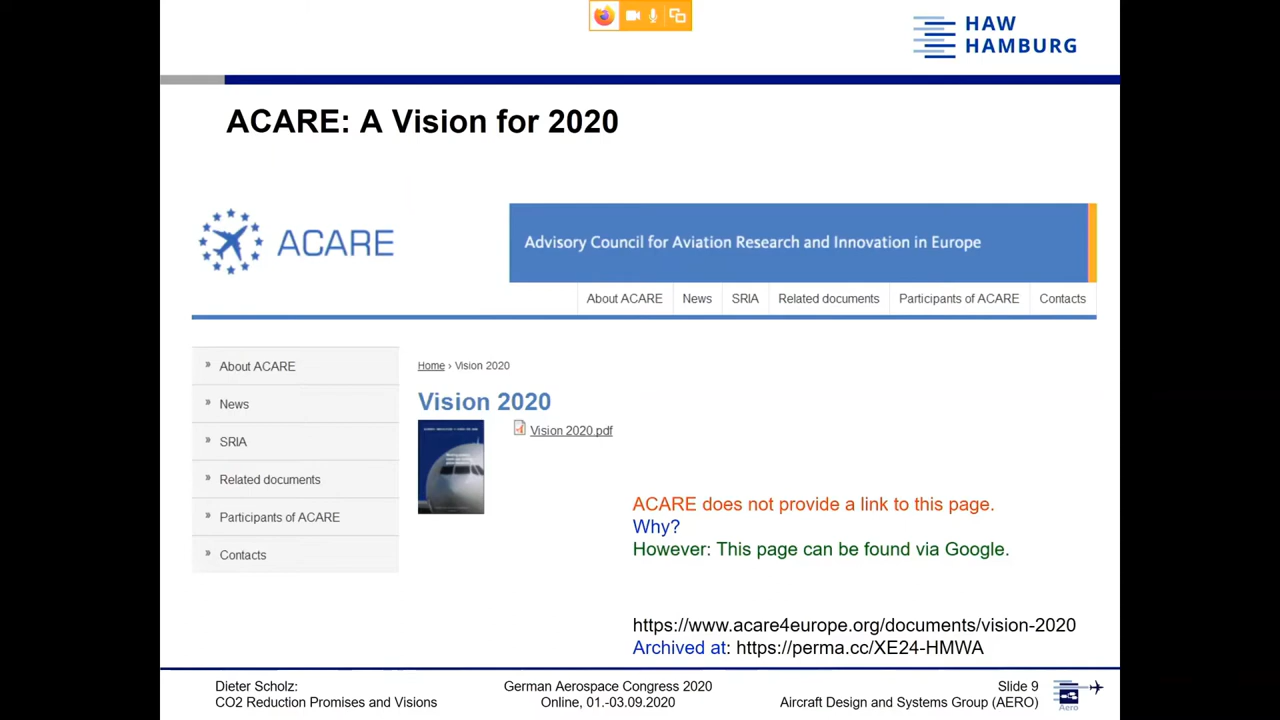 HAW
HAMBURG
ACARE: A Vision for 2020
ACARE
Advisory Council for Aviation Research and Innovation in Europe
About ACARE
News
SRIA
Related documents
Participants of ACARE
Contacts
» About ACARE
» News
» SRIA
» Related documents
» Participants of ACARE
» Contacts
Home › Vision 2020
Vision 2020
Vision 2020.pdf
ACARE does not provide a link to this page.
Why?
However: This page can be found via Google.
https://www.acare4europe.org/documents/vision-2020
Archived at: https://perma.cc/XE24-HMWA
Dieter Scholz:
CO2 Reduction Promises and Visions
German Aerospace Congress 2020
Online, 01.-03.09.2020
Slide 9
Aircraft Design and Systems Group (AERO)
Aero